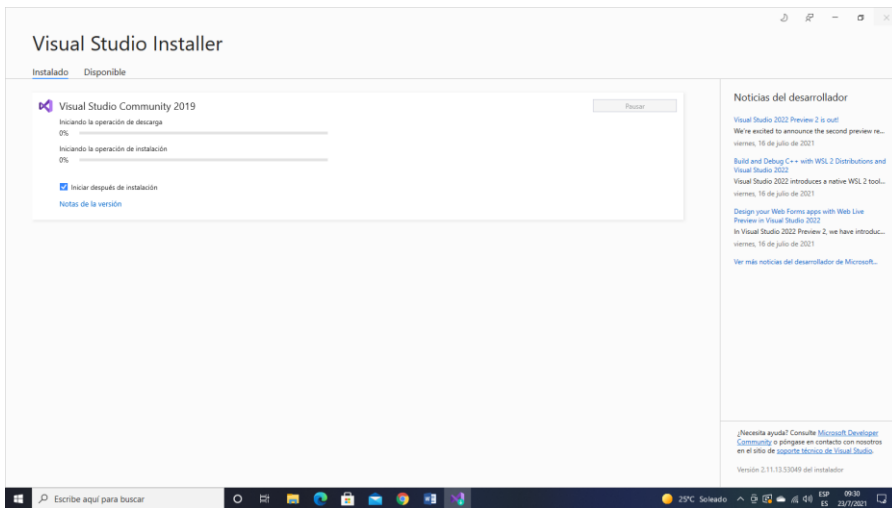 Visual Studio Installer
Instalado Disponible
Visual Studio Community 2019
Pausar
Iniciando la operación de descarga
0%
Iniciando la operación de instalación
0%
Iniciar después de instalación
Notas de la versión
Noticias del desarrollador
Visual Studio 2022 Preview 2 is out!
We're excited to announce the second preview re...
viernes, 16 de julio de 2021
Build and Debug C++ with WSL 2 Distributions and
Visual Studio 2022
Visual Studio 2022 introduces a native WSL 2 tool...
viernes, 16 de julio de 2021
Design your Web Forms apps with Web Live
Preview in Visual Studio 2022
In Visual Studio 2022 Preview 2, we have introduc...
viernes, 16 de julio de 2021
Ver más noticias del desarrollador de Microsoft...
¿Necesita ayuda? Consulte Microsoft Developer
Community o póngase en contacto con nosotros
en el sitio de soporte técnico de Visual Studio.
Versión 2.11.13.53049 del instalador
Escribe aquí para buscar
25°C Soleado
ESP
ES
09:30
23/7/2021